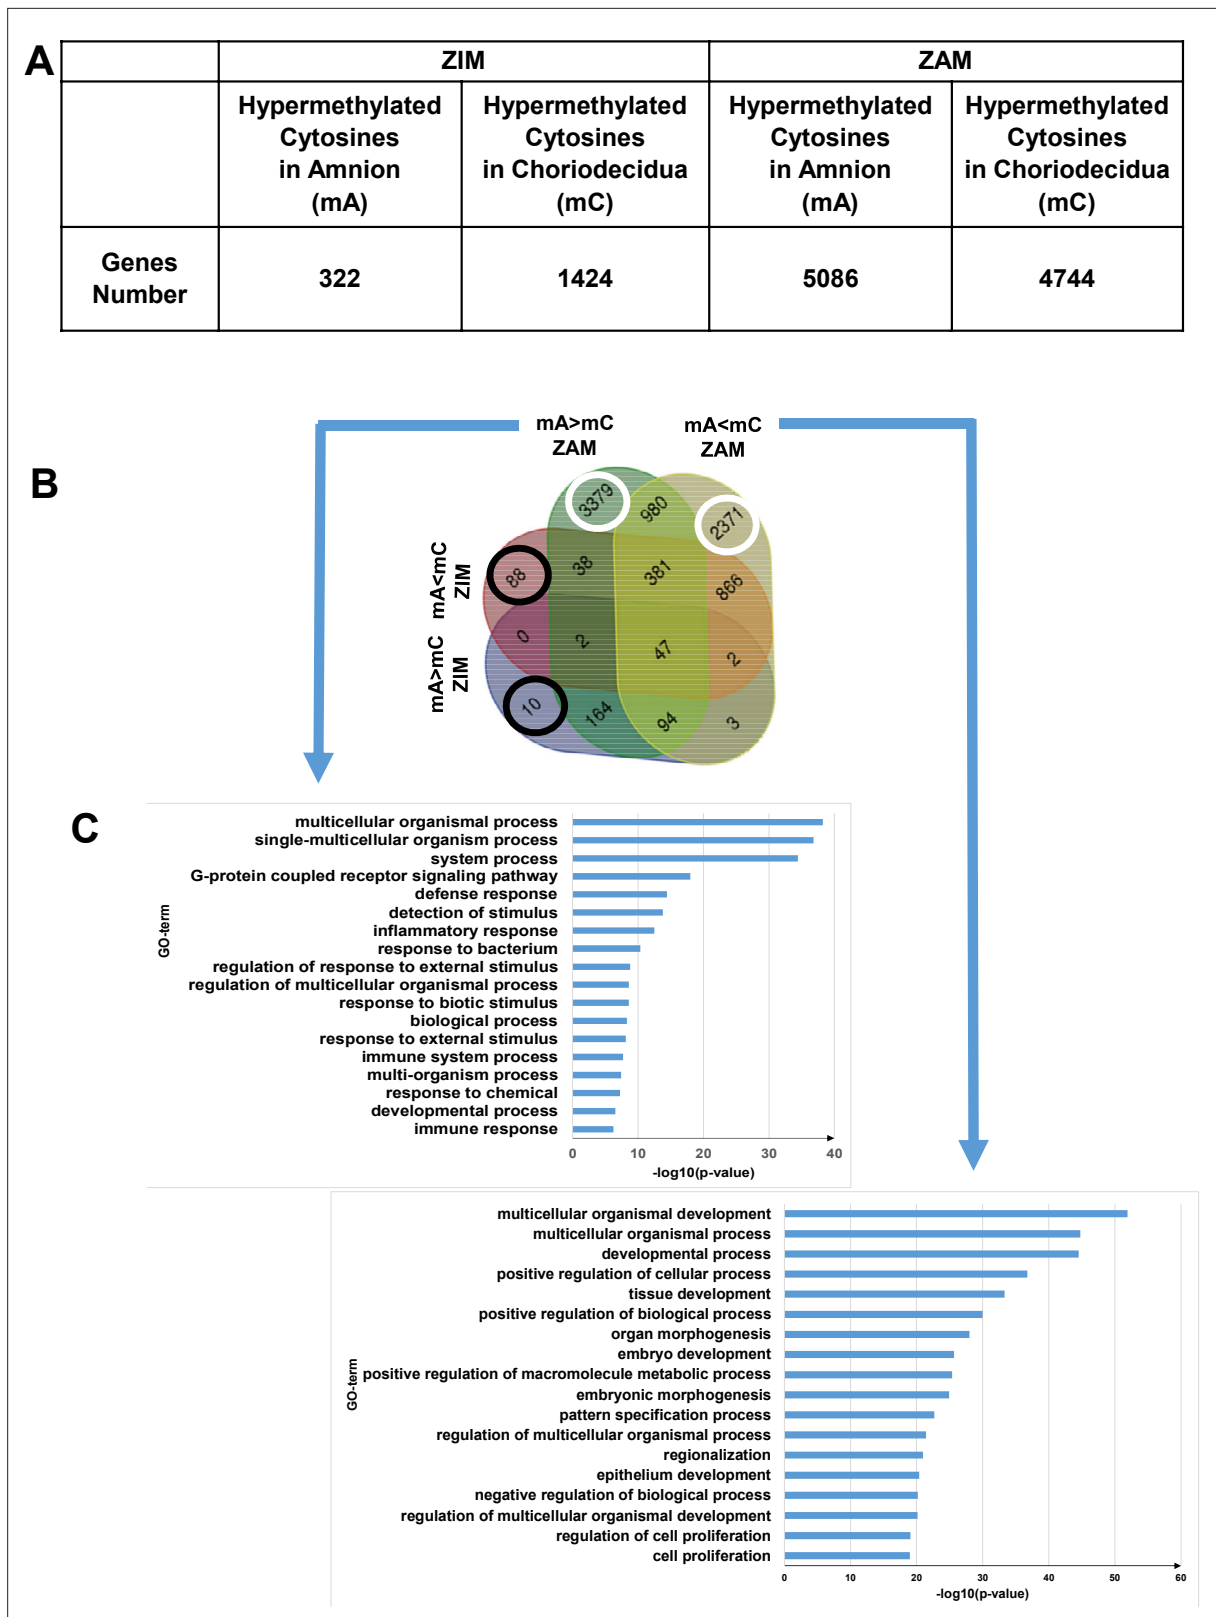 A
ZIM
ZAM
Hypermethylated
Cytosines
in Amnion
(mA)
Hypermethylated
Cytosines
in Choriodecidua
(mC)
Hypermethylated
Cytosines
in Amnion
(mA)
Hypermethylated
Cytosines
in Choriodecidua
(mC)
Genes
Number
322
1424
5086
4744
B
mA>mC
ZAM
mA<mC
ZAM
mA<mC
ZIM
mA>mC
ZIM
3379
980
2371
88
38
381
866
0
2
47
2
10
164
94
3
C
GO-term
multicellular organismal process
single-multicellular organism process
system process
G-protein coupled receptor signaling pathway
defense response
detection of stimulus
inflammatory response
response to bacterium
regulation of response to external stimulus
regulation of multicellular organismal process
response to biotic stimulus
biological process
response to external stimulus
immune system process
multi-organism process
response to chemical
developmental process
immune response
0 10 20 30 40
-log10(p-value)
GO-term
multicellular organismal development
multicellular organismal process
developmental process
positive regulation of cellular process
tissue development
positive regulation of biological process
organ morphogenesis
embryo development
positive regulation of macromolecule metabolic process
embryonic morphogenesis
pattern specification process
regulation of multicellular organismal process
regionalization
epithelium development
negative regulation of biological process
regulation of multicellular organismal development
regulation of cell proliferation
cell proliferation
0 10 20 30 40 50 60
-log10(p-value)